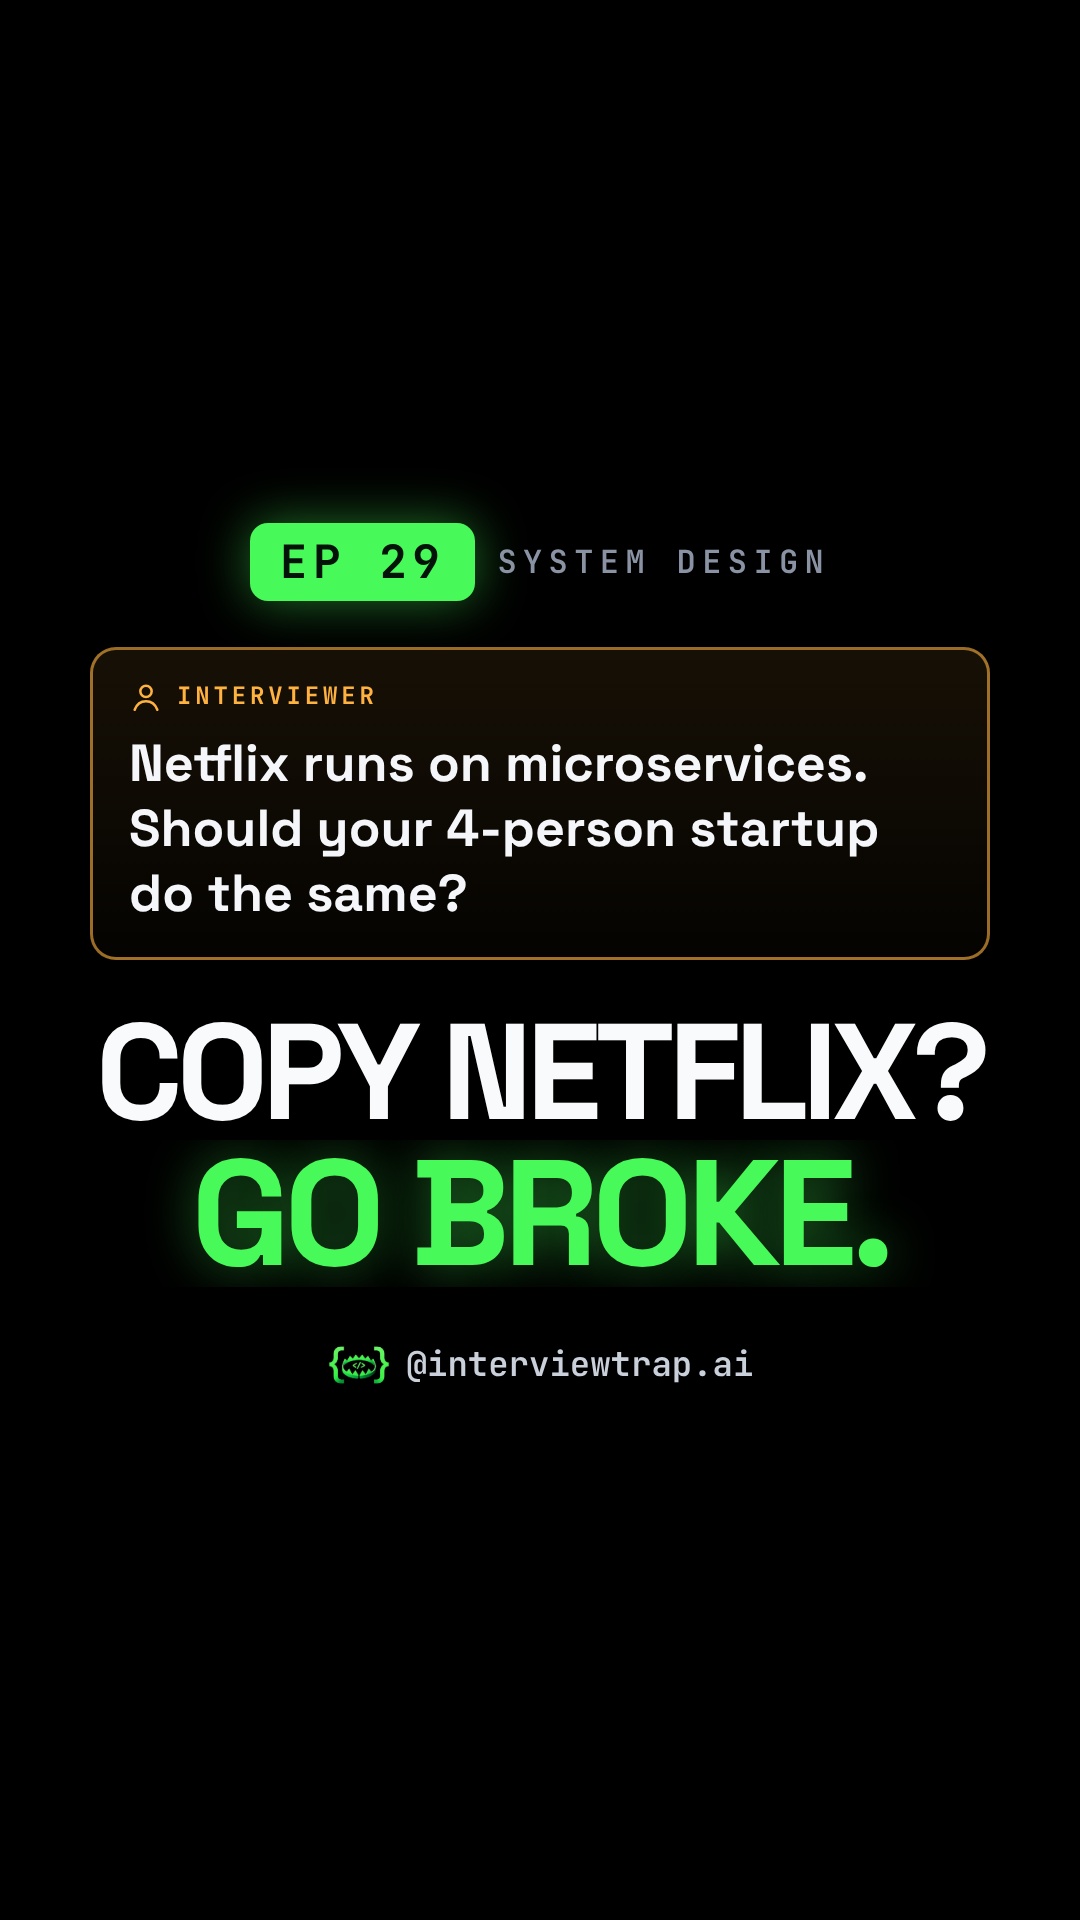 EP 29 SYSTEM DESIGN
INTERVIEWER
Netflix runs on microservices.
Should your 4-person startup
do the same?
COPY NETFLIX?
GO BROKE.
{</>} @interviewtrap.ai